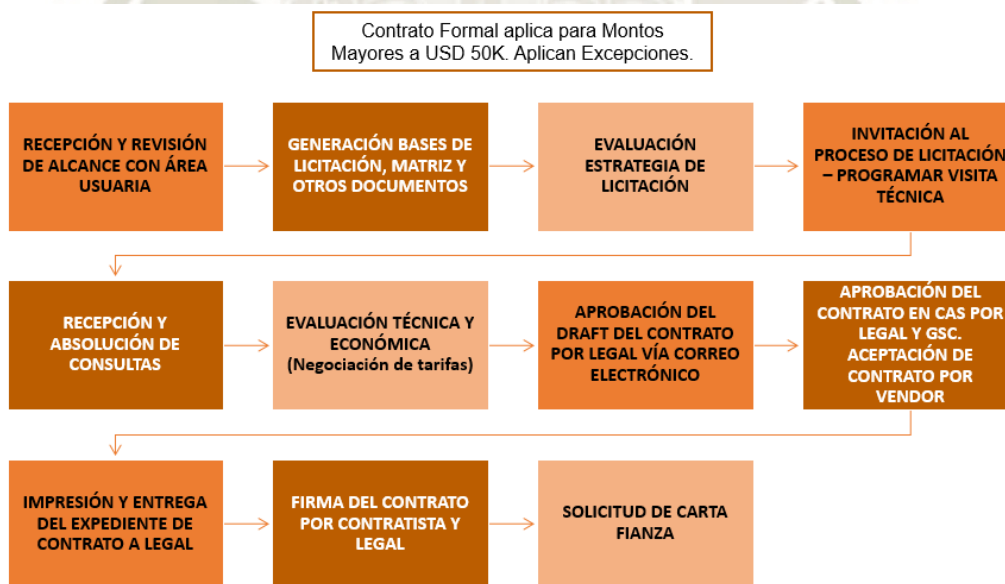 Contrato Formal aplica para Montos
Mayores a USD 50K. Aplican Excepciones.
RECEPCIÓN Y REVISIÓN
DE ALCANCE CON ÁREA
USUARIA
GENERACIÓN BASES DE
LICITACIÓN, MATRIZ Y
OTROS DOCUMENTOS
EVALUACIÓN
ESTRATEGIA DE
LICITACIÓN
INVITACIÓN AL
PROCESO DE LICITACIÓN
– PROGRAMAR VISITA
TÉCNICA
RECEPCIÓN Y
ABSOLUCIÓN DE
CONSULTAS
EVALUACIÓN TÉCNICA Y
ECONÓMICA
(Negociación de tarifas)
APROBACIÓN DEL
DRAFT DEL CONTRATO
POR LEGAL VÍA CORREO
ELECTRÓNICO
APROBACIÓN DEL
CONTRATO EN CAS POR
LEGAL Y GSC.
ACEPTACIÓN DE
CONTRATO POR
VENDOR
IMPRESIÓN Y ENTREGA
DEL EXPEDIENTE DE
CONTRATO A LEGAL
FIRMA DEL CONTRATO
POR CONTRATISTA Y
LEGAL
SOLICITUD DE CARTA
FIANZA